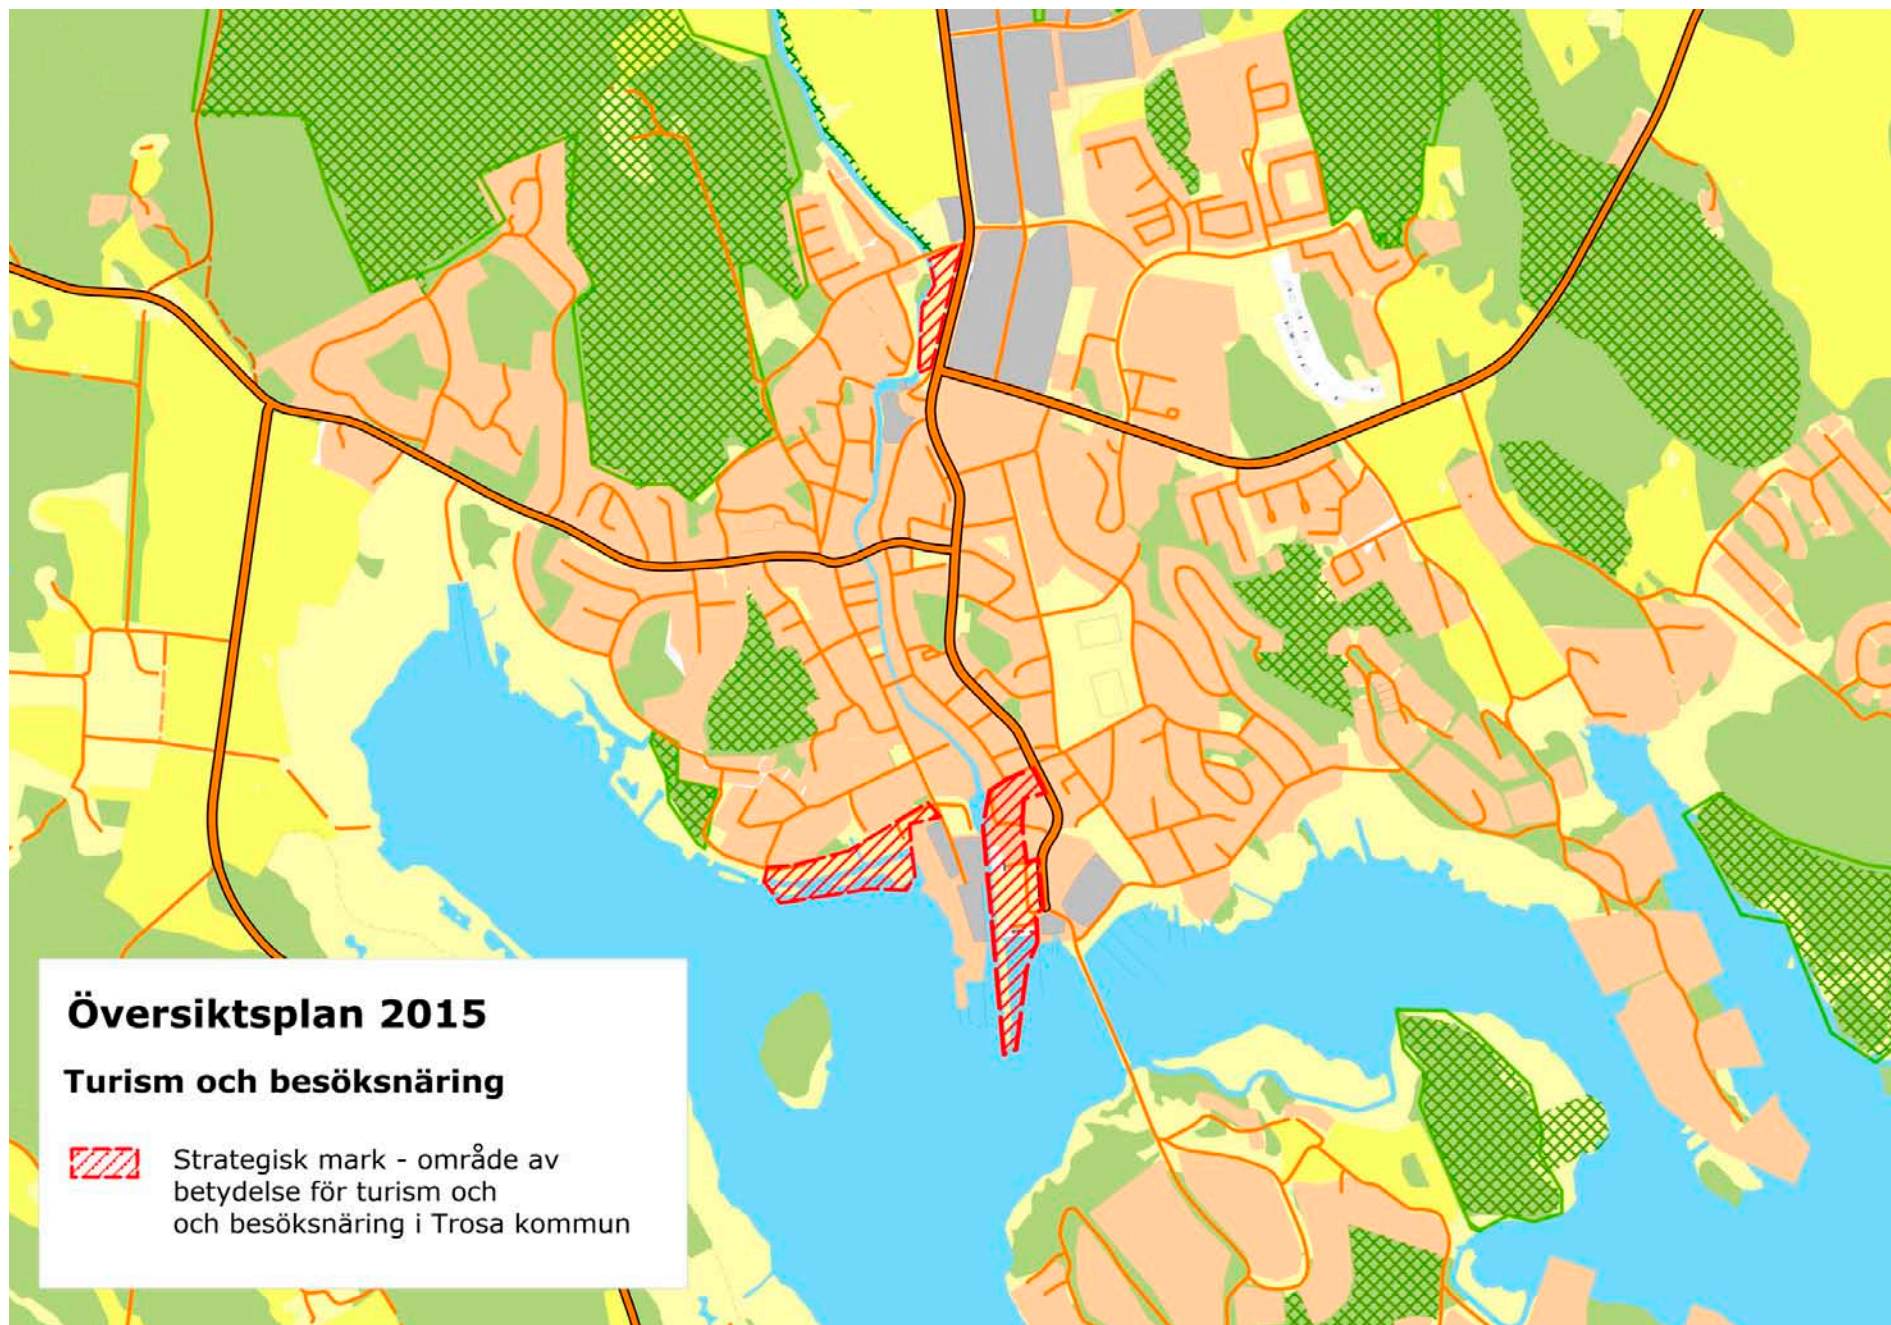 Översiktsplan 2015
Turism och besöksnäring
Strategisk mark - område av
betydelse för turism och
och besöksnäring i Trosa kommun